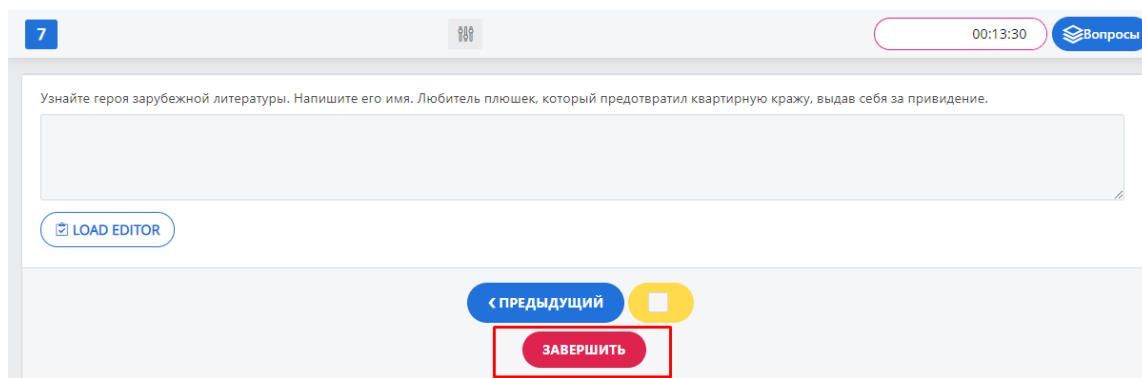 7
00:13:30
Вопросы
Узнайте героя зарубежной литературы. Напишите его имя. Любитель плюшек, который предотвратил квартирную кражу, выдав себя за привидение.
LOAD EDITOR
ПРЕДЫДУЩИЙ
ЗАВЕРШИТЬ